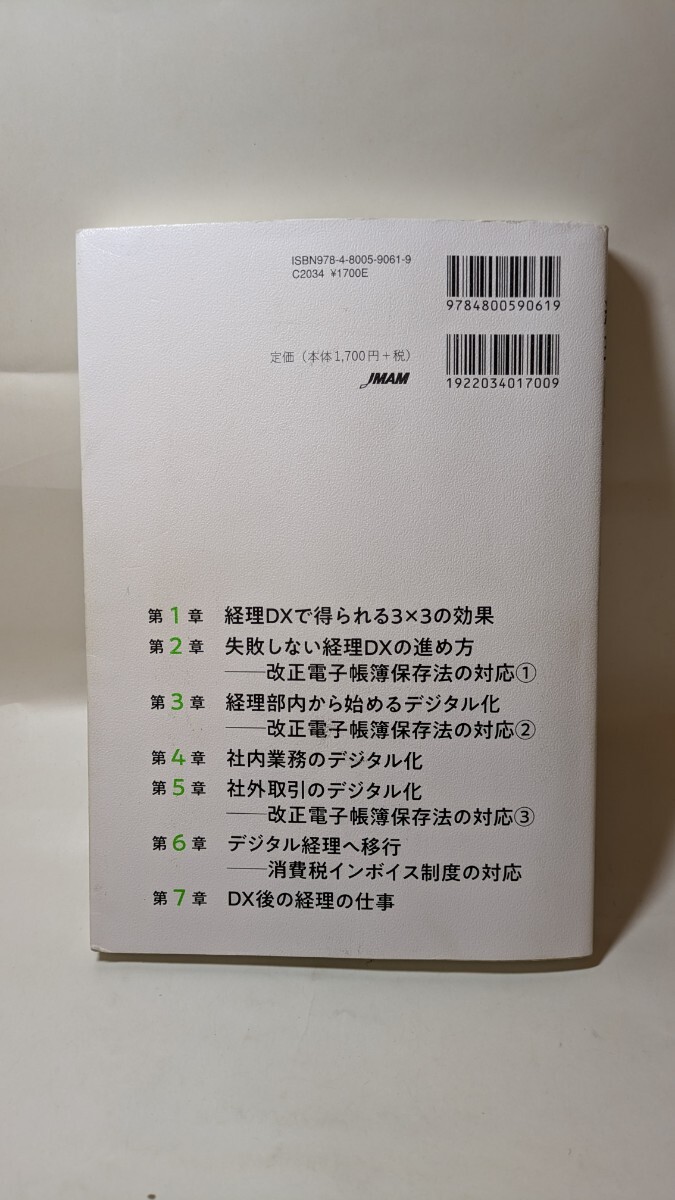 ISBN978-4-8005-9061-9
C2034 ¥1700E
9784800590619
定価（本体1,700円＋税）
JMAM
1922034017009
第1章 経理DXで得られる3×3の効果
第2章 失敗しない経理DXの進め方
──改正電子帳簿保存法の対応①
第3章 経理部内から始めるデジタル化
──改正電子帳簿保存法の対応②
第4章 社内業務のデジタル化
第5章 社外取引のデジタル化
──改正電子帳簿保存法の対応③
第6章 デジタル経理へ移行
──消費税インボイス制度の対応
第7章 DX後の経理の仕事